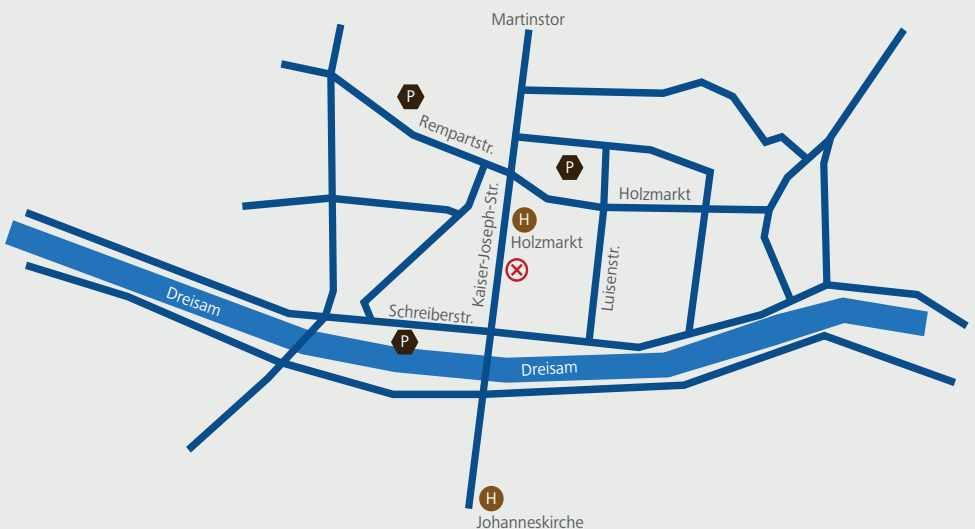 Martinstor
P
Rempartstr.
P
Holzmarkt
Kaiser-Joseph-Str.
H
Holzmarkt
Luisenstr.
Dreisam
Schreiberstr.
P
Dreisam
H
Johanneskirche